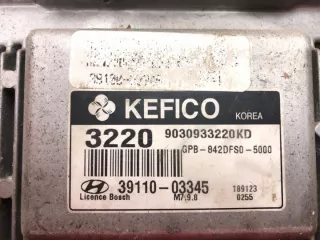 KEFICO KOREA
3220 9030933220KD
GPB-842DFS0-5000
39110-03345
Licence Bosch M7.9.8
189123
0255